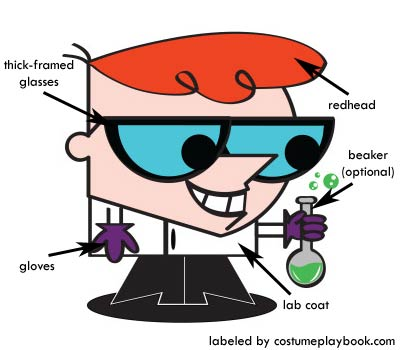 thick-framed
glasses
redhead
beaker
(optional)
gloves
lab coat
labeled by costumeplaybook.com